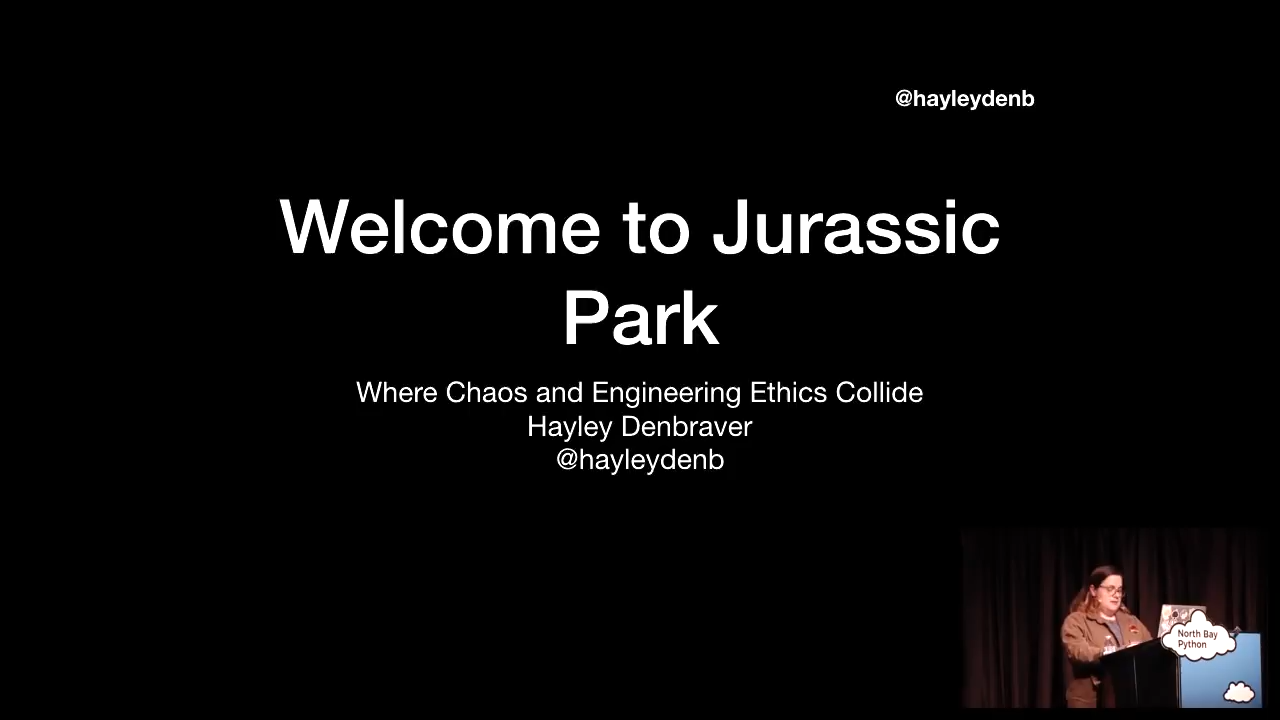 @hayleydenb
Welcome to Jurassic
Park
Where Chaos and Engineering Ethics Collide
Hayley Denbraver
@hayleydenb
North Bay
Python